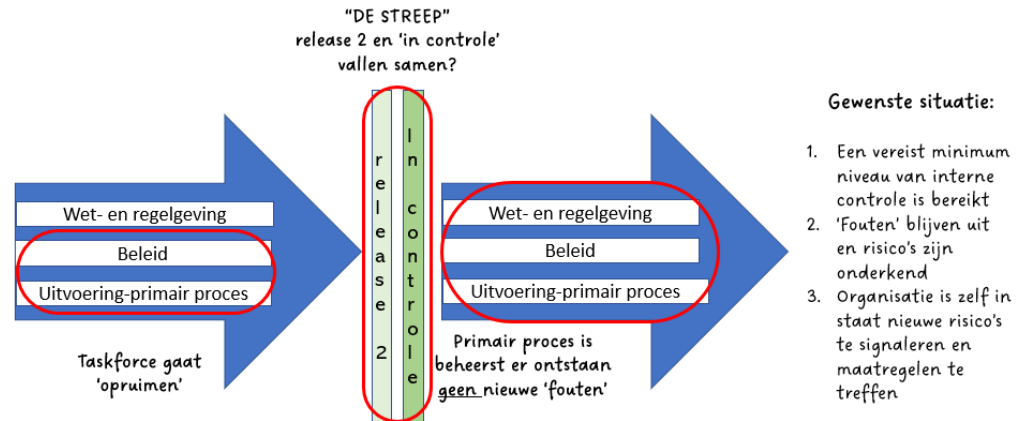 “DE STREEP”
release 2 en ‘in controle’
vallen samen?
Wet- en regelgeving
Beleid
Uitvoering-primair proces
Taskforce gaat
‘opruimen’
release 2
In controle
Wet- en regelgeving
Beleid
Uitvoering-primair proces
Primair proces is
beheerst er ontstaan
geen nieuwe ‘fouten’
Gewenste situatie:
1. Een vereist minimum
niveau van interne
controle is bereikt
2. ‘Fouten’ blijven uit
en risico’s zijn
onderkend
3. Organisatie is zelf in
staat nieuwe risico’s
te signaleren en
maatregelen te
treffen